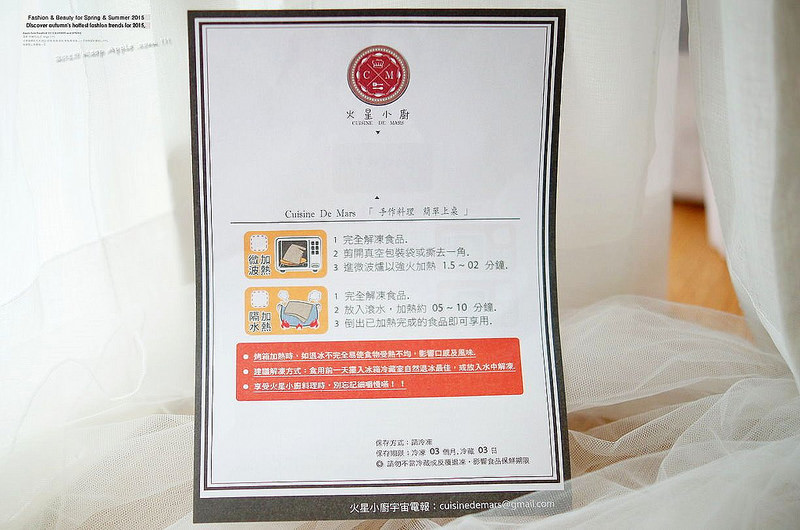 Fashion & Beauty for Spring & Summer 2015
Discover autumn's hottest fashion trends for 2015.
C M
火星小廚
CUISINE DE MARS
Cuisine De Mars 「手作料理 簡單上桌」
微波加熱
1 完全解凍食品.
2 剪開真空包裝袋或撕去一角.
3 進微波爐以強火加熱 1.5~02 分鐘.
隔水加熱
1 完全解凍食品.
2 放入滾水,加熱約 05~10 分鐘.
3 倒出已加熱完成的食品即可享用.
● 烤箱加熱時,如退冰不完全易使食物受熱不均,影響口感及風味.
● 建議解凍方式:食用前一天置入冰箱冷藏室自然退冰最佳,或放入水中解凍.
● 享受火星小廚料理時,別忘記細嚼慢嚥!!
保存方式:請冷凍
保存期限:冷凍 03 個月,冷藏 03 日
請勿不當冷藏或反覆退凍,影響食品保鮮期限
火星小廚宇宙電報:cuisinedemars@gmail.com